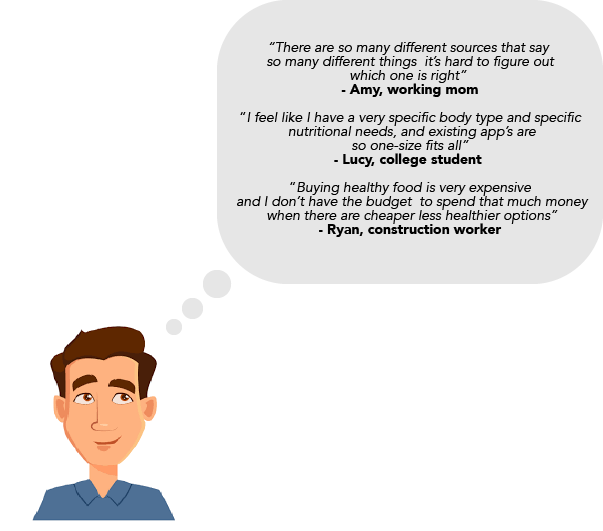 “There are so many different sources that say
so many different things  it’s hard to figure out
which one is right”
- Amy, working mom
“I feel like I have a very specific body type and specific
nutritional needs, and existing app’s are
so one-size fits all”
- Lucy, college student
“Buying healthy food is very expensive
and I don’t have the budget  to spend that much money
when there are cheaper less healthier options”
- Ryan, construction worker